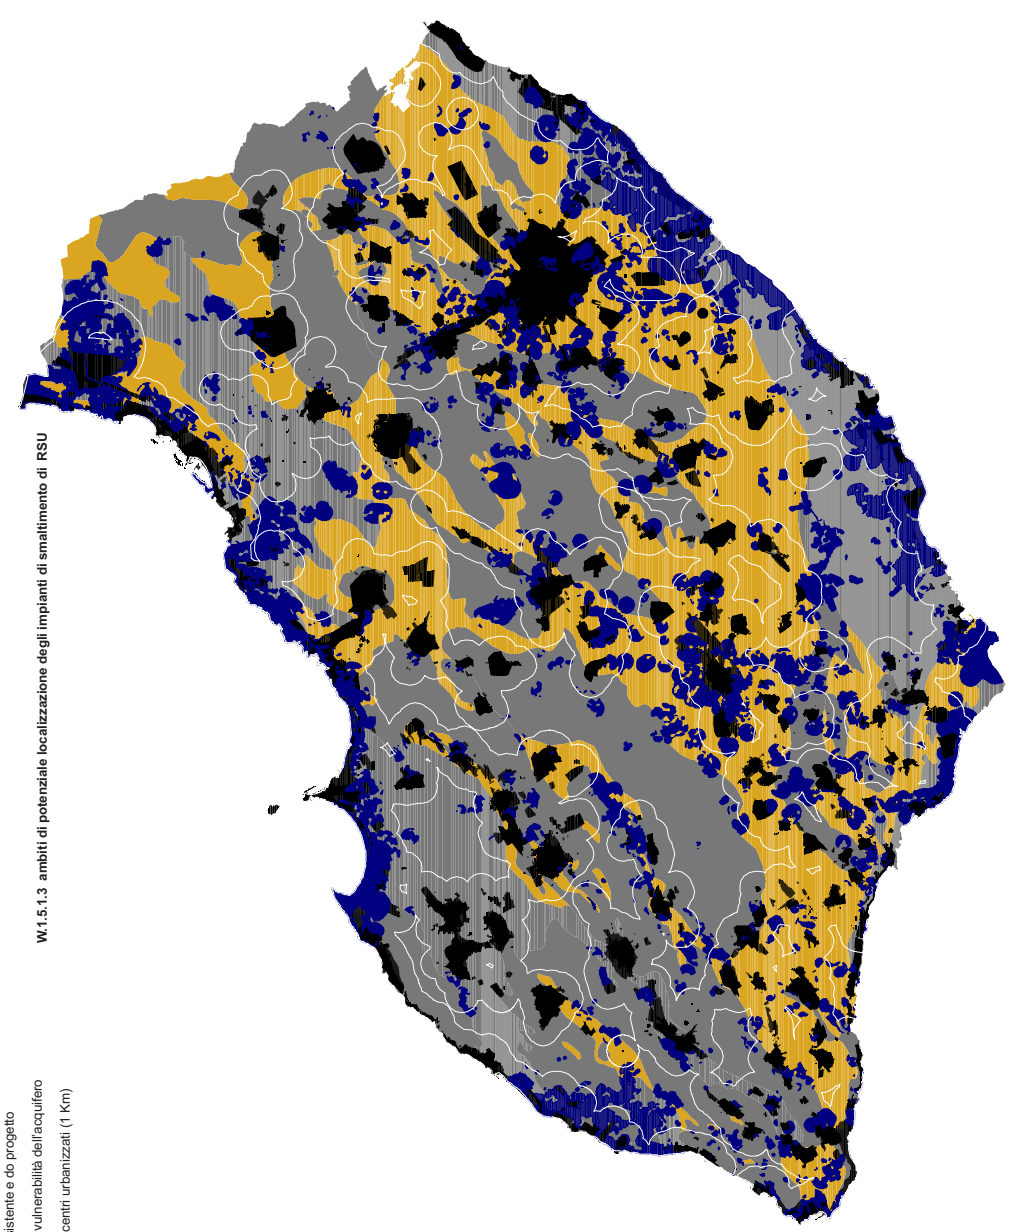 W.1.5.1.3 ambiti di potenziale localizzazione degli impianti di smaltimento di RSU
sistente e do progetto
vulnerabilità dell'acquifero
centri urbanizzati (1 Km)